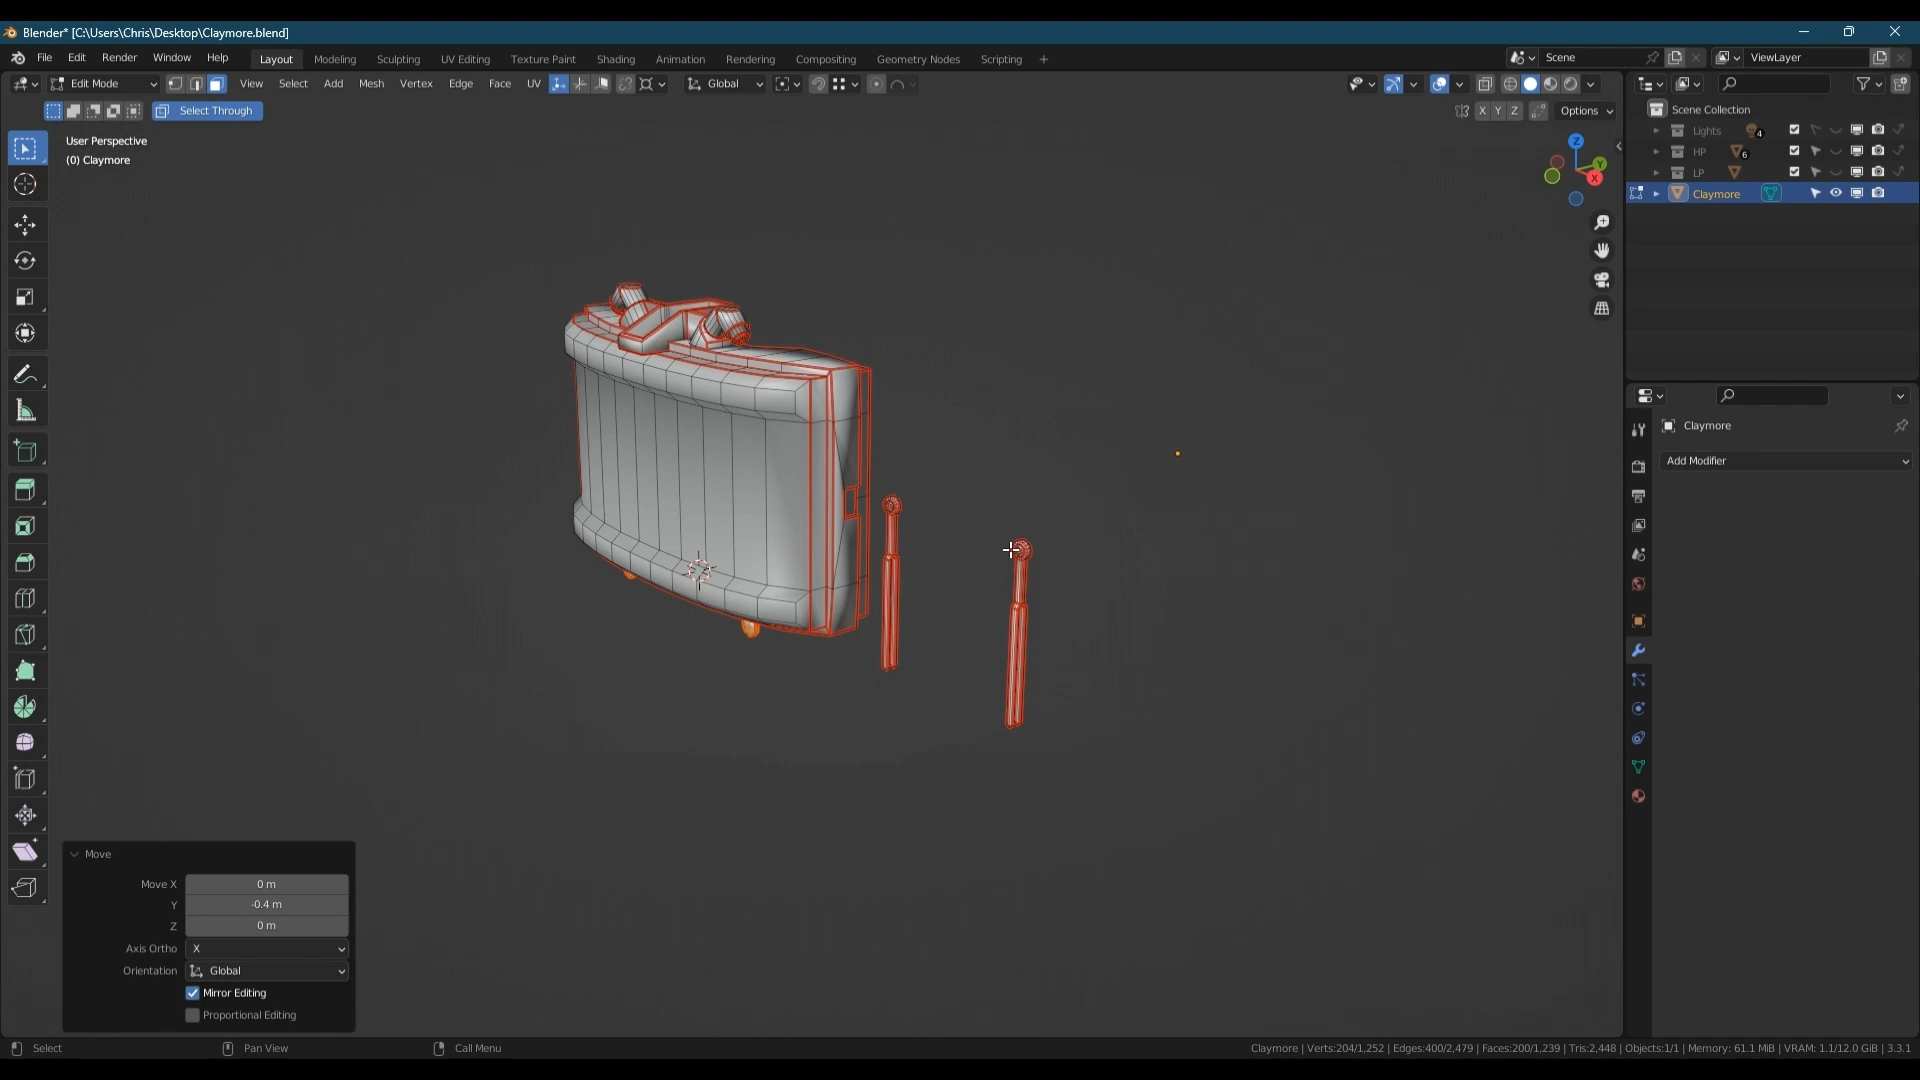 Blender* [C:\Users\Chris\Desktop\Claymore.blend]
File Edit Render Window Help Layout Modeling Sculpting UV Editing Texture Paint Shading Animation Rendering Compositing Geometry Nodes Scripting + Scene ViewLayer
Edit Mode View Select Add Mesh Vertex Edge Face UV Global
Select Through X Y Z Options
User Perspective
(0) Claymore
Z
Y
X
Scene Collection
Lights 4
HP 6
LP
Claymore
Claymore
Add Modifier
Move
Move X 0 m
Y -0.4 m
Z 0 m
Axis Ortho X
Orientation Global
Mirror Editing
Proportional Editing
Select Pan View Call Menu Claymore | Verts:204/1,252 | Edges:400/2,479 | Faces:200/1,239 | Tris:2,448 | Objects:1/1 | Memory: 61.1 MiB | VRAM: 1.1/12.0 GiB | 3.3.1